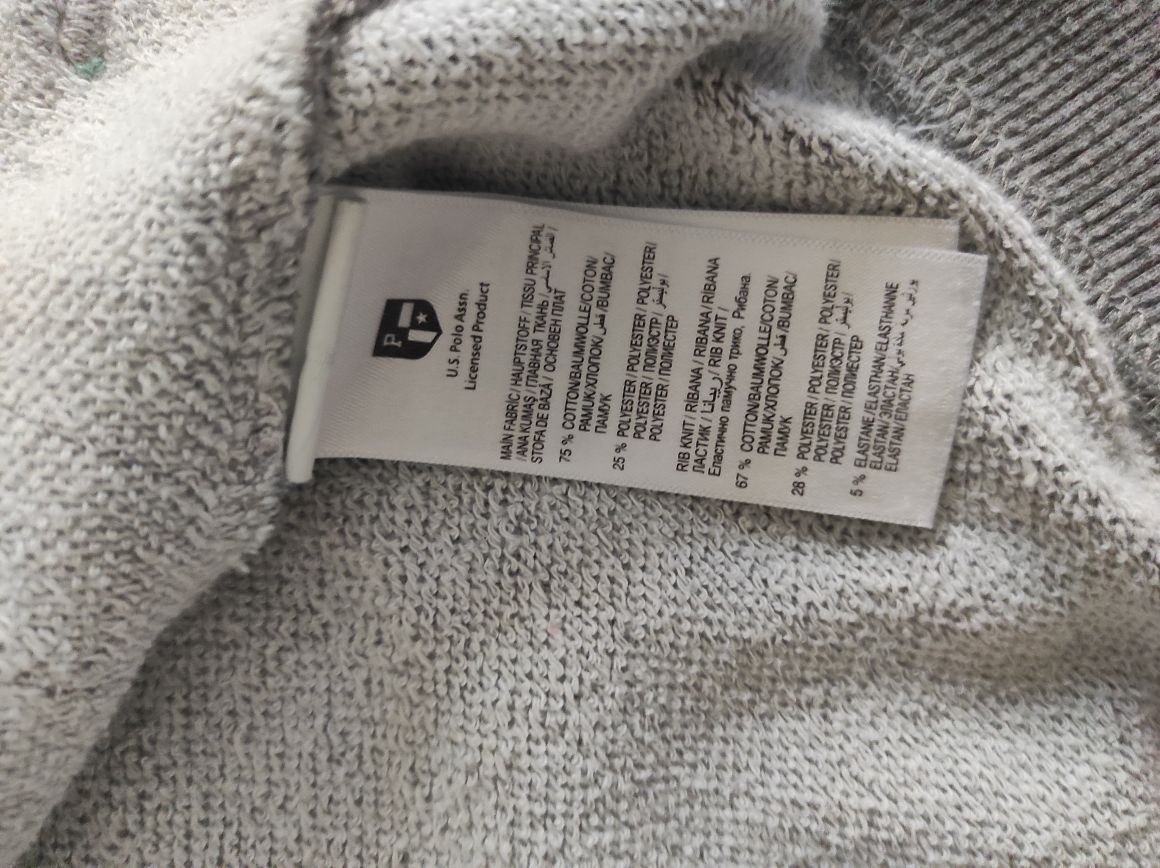 P
U.S. Polo Assn.
Licensed Product
MAIN FABRIC / HAUPTSTOFF / TISSU PRINCIPAL
/ ANA KUMAŞ / ГЛАВНАЯ ТКАНЬ /
STOFA DE BAZĂ / ОСНОВЕН ПЛАТ
75 % COTTON/BAUMWOLLE/COTON/
PAMUK/ХЛОПОК/قطن/BUMBAC/
ПАМУК
25 % POLYESTER / POLYESTER / POLYESTER /
POLYESTER / ПОЛИЭСТР / بوليستر /
POLYESTER / ПОЛИЕСТЕР
RIB KNIT / RIBANA / RIBANA / RIBANA
ЛАСТИК / ريبانا / RIB KNIT /
Еластично памучно трико, Рибана.
67 % COTTON/BAUMWOLLE/COTON/
PAMUK/ХЛОПОК/قطن/BUMBAC/
ПАМУК
28 % POLYESTER / POLYESTER / POLYESTER /
POLYESTER / ПОЛИЭСТР / بوليستر /
POLYESTER / ПОЛИЕСТЕР
5 % ELASTANE/ELASTHAN/ELASTHANNE
ELASTAN/ЭЛАСТАН/
ELASTAN/ЕЛАСТАН